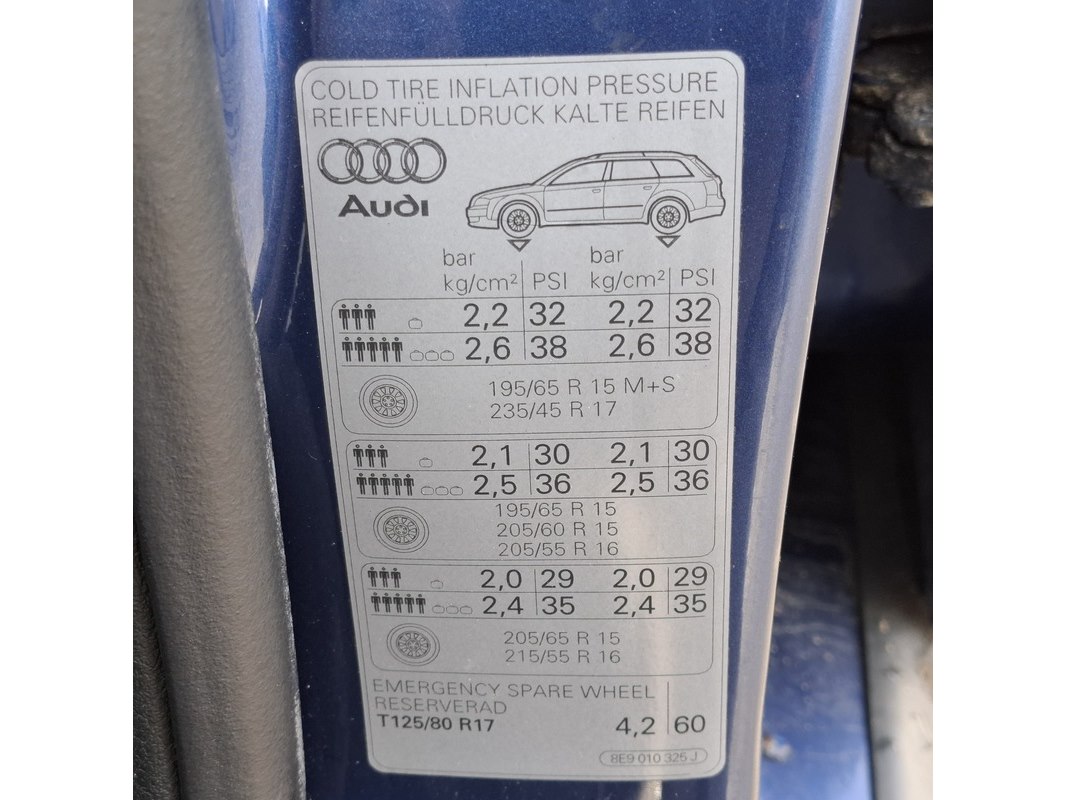 COLD TIRE INFLATION PRESSURE
REIFENFÜLLDRUCK KALTE REIFEN
Audi
bar bar
kg/cm² PSI kg/cm² PSI
2,2 32 2,2 32
2,6 38 2,6 38
195/65 R 15 M+S
235/45 R 17
2,1 30 2,1 30
2,5 36 2,5 36
195/65 R 15
205/60 R 15
205/55 R 16
2,0 29 2,0 29
2,4 35 2,4 35
205/65 R 15
215/55 R 16
EMERGENCY SPARE WHEEL
RESERVERAD
T125/80 R17 4,2 60
8E9 010 325 J